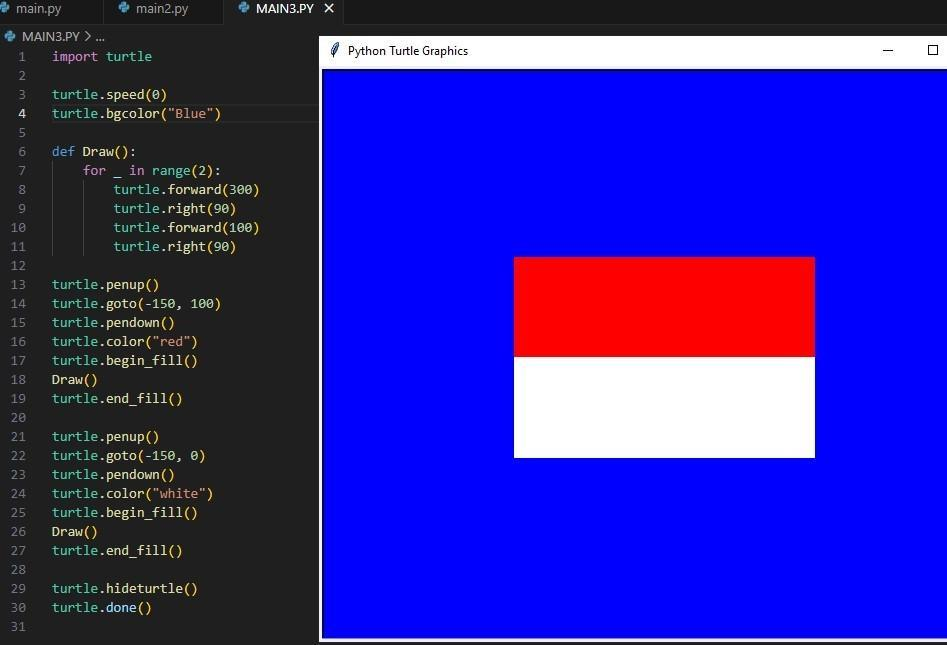 main.py main2.py MAIN3.PY ✕
MAIN3.PY > ...
Python Turtle Graphics
1 import turtle
2
3 turtle.speed(0)
4 turtle.bgcolor("Blue")
5
6 def Draw():
7     for _ in range(2):
8         turtle.forward(300)
9         turtle.right(90)
10         turtle.forward(100)
11         turtle.right(90)
12
13 turtle.penup()
14 turtle.goto(-150, 100)
15 turtle.pendown()
16 turtle.color("red")
17 turtle.begin_fill()
18 Draw()
19 turtle.end_fill()
20
21 turtle.penup()
22 turtle.goto(-150, 0)
23 turtle.pendown()
24 turtle.color("white")
25 turtle.begin_fill()
26 Draw()
27 turtle.end_fill()
28
29 turtle.hideturtle()
30 turtle.done()
31